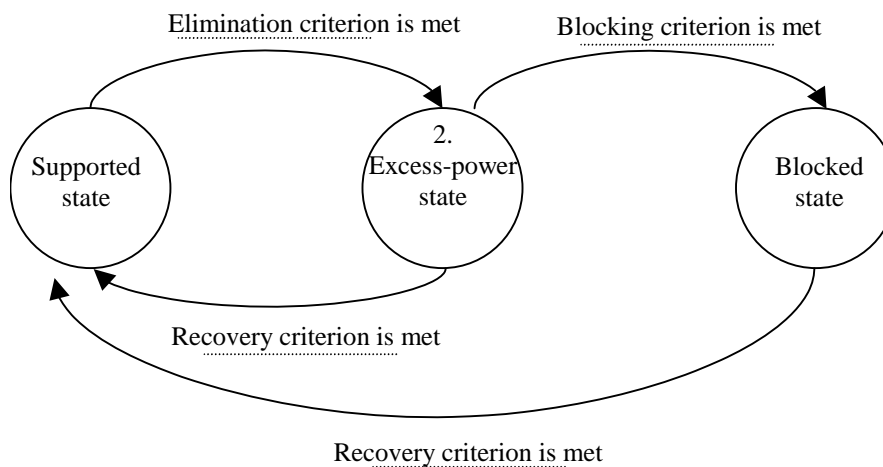 Elimination criterion is met
Blocking criterion is met
Supported
state
2.
Excess-power
state
Blocked
state
Recovery criterion is met
Recovery criterion is met